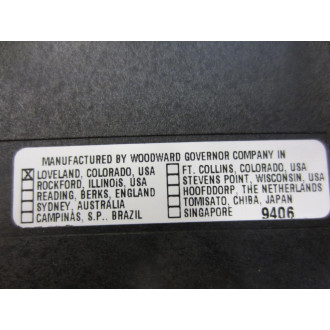 MANUFACTURED BY WOODWARD GOVERNOR COMPANY IN
LOVELAND, COLORADO, USA
ROCKFORD, ILLINOIS, USA
READING, BERKS, ENGLAND
SYDNEY, AUSTRALIA
CAMPINAS, S.P., BRAZIL
FT. COLLINS, COLORADO, USA
STEVENS POINT, WISCONSIN, USA
HOOFDDORP, THE NETHERLANDS
TOMISATO, CHIBA, JAPAN
SINGAPORE 9406